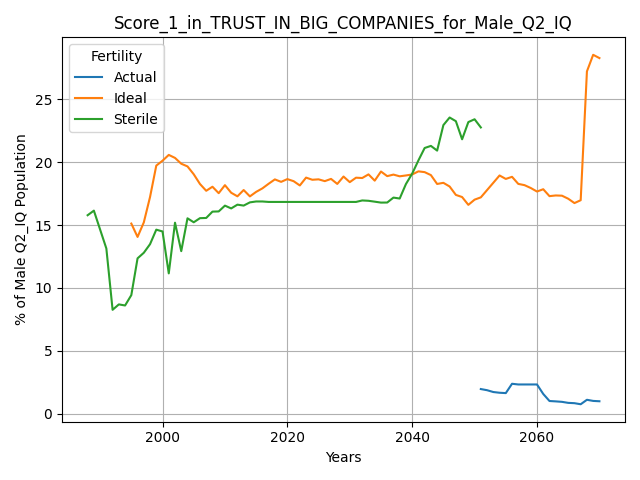 Score_1_in_TRUST_IN_BIG_COMPANIES_for_Male_Q2_IQ
Fertility
Actual
Ideal
Sterile
% of Male Q2_IQ Population
25
20
15
10
5
0
2000 2020 2040 2060
Years